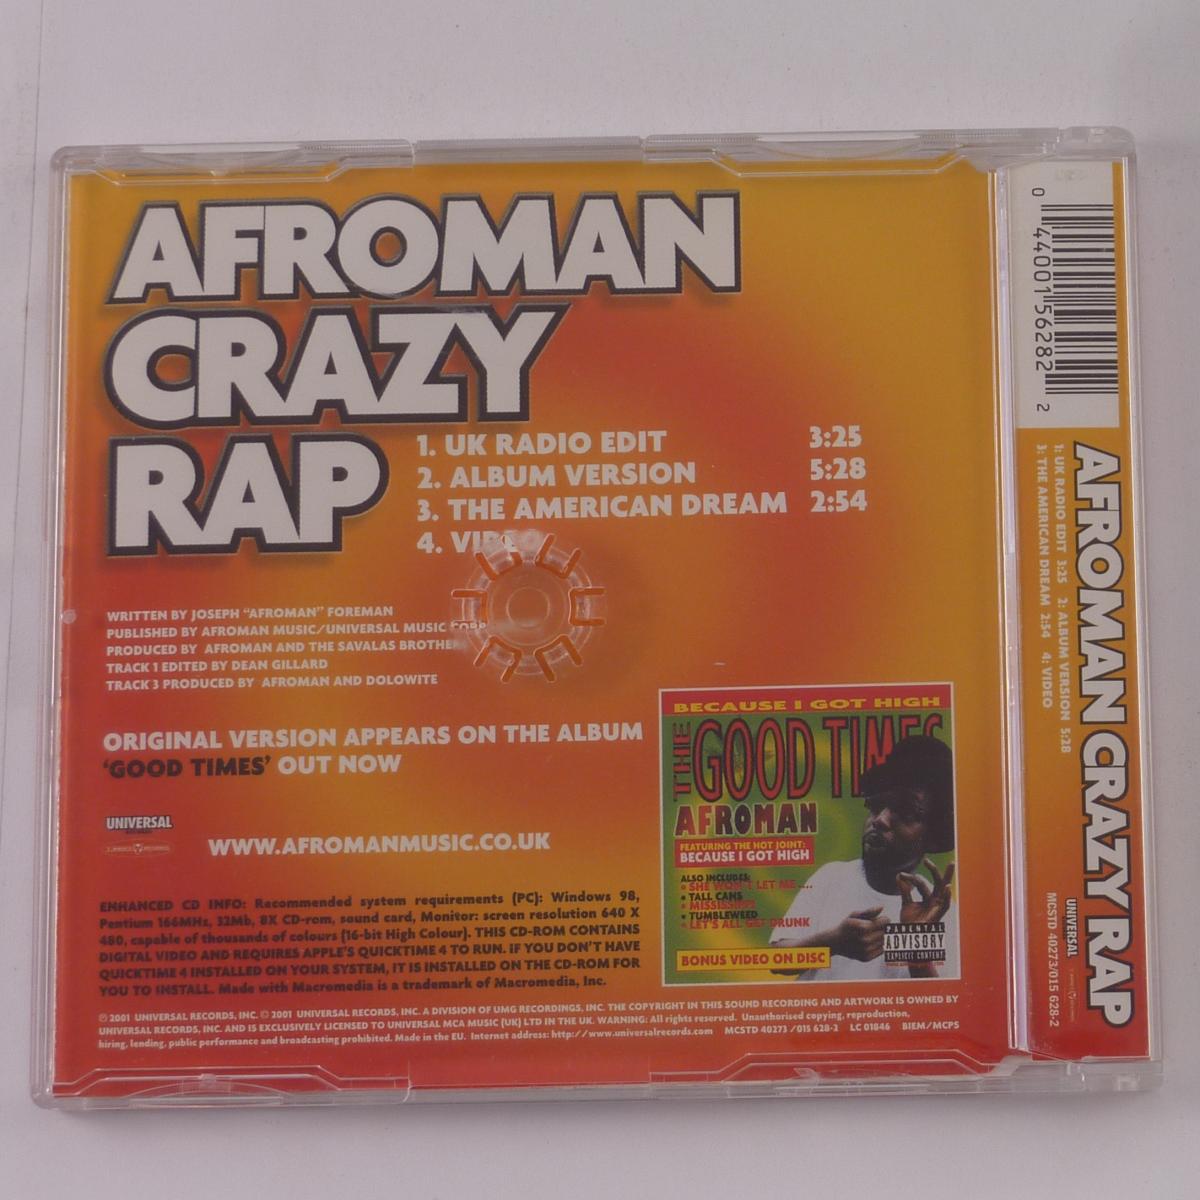 AFROMAN
CRAZY
RAP
1. UK RADIO EDIT 3:25
2. ALBUM VERSION 5:28
3. THE AMERICAN DREAM 2:54
4. VIDEO
WRITTEN BY JOSEPH “AFROMAN” FOREMAN
PUBLISHED BY AFROMAN MUSIC/UNIVERSAL MUSIC CORP
PRODUCED BY AFROMAN AND THE SAVALAS BROTHE
TRACK 1 EDITED BY DEAN GILLARD
TRACK 3 PRODUCED BY AFROMAN AND DOLOWITE
ORIGINAL VERSION APPEARS ON THE ALBUM
‘GOOD TIMES’ OUT NOW
UNIVERSAL
WWW.AFROMANMUSIC.CO.UK
ENHANCED CD INFO: Recommended system requirements (PC): Windows 98,
Pentium 166MHz, 32Mb, 8X CD-rom, sound card, Monitor: screen resolution 640 X
480, capable of thousands of colours (16-bit High Colour). THIS CD-ROM CONTAINS
DIGITAL VIDEO AND REQUIRES APPLE'S QUICKTIME 4 TO RUN. IF YOU DON'T HAVE
QUICKTIME 4 INSTALLED ON YOUR SYSTEM, IT IS INSTALLED ON THE CD-ROM FOR
YOU TO INSTALL. Made with Macromedia is a trademark of Macromedia, Inc.
℗ 2001 UNIVERSAL RECORDS, INC. © 2001 UNIVERSAL RECORDS, INC. A DIVISION OF UMG RECORDINGS, INC. THE COPYRIGHT IN THIS SOUND RECORDING AND ARTWORK IS OWNED BY
UNIVERSAL RECORDS, INC. AND IS EXCLUSIVELY LICENSED TO UNIVERSAL MCA MUSIC (UK) LTD IN THE UK. WARNING: All rights reserved. Unauthorised copying, reproduction,
hiring, lending, public performance and broadcasting prohibited. Made in the EU. Internet address: http://www.universalrecords.com MCSTD 40273 /015 628-2 LC 01846 BIEM/MCPS
BECAUSE I GOT HIGH
THE GOOD TIMES
AFROMAN
FEATURING THE HOT JOINT:
BECAUSE I GOT HIGH
ALSO INCLUDES:
• SHE WON'T LET ME....
• TALL CANS
• MISSISSIPPI
• TUMBLEWEED
• LET'S ALL GET DRUNK
BONUS VIDEO ON DISC
PARENTAL
ADVISORY
EXPLICIT CONTENT
0 44001 56282 2
AFROMAN CRAZY RAP
1: UK RADIO EDIT 3:25 2: ALBUM VERSION 5:28
3: THE AMERICAN DREAM 2:54 4: VIDEO
UNIVERSAL
MCSTD 40273/015 628-2